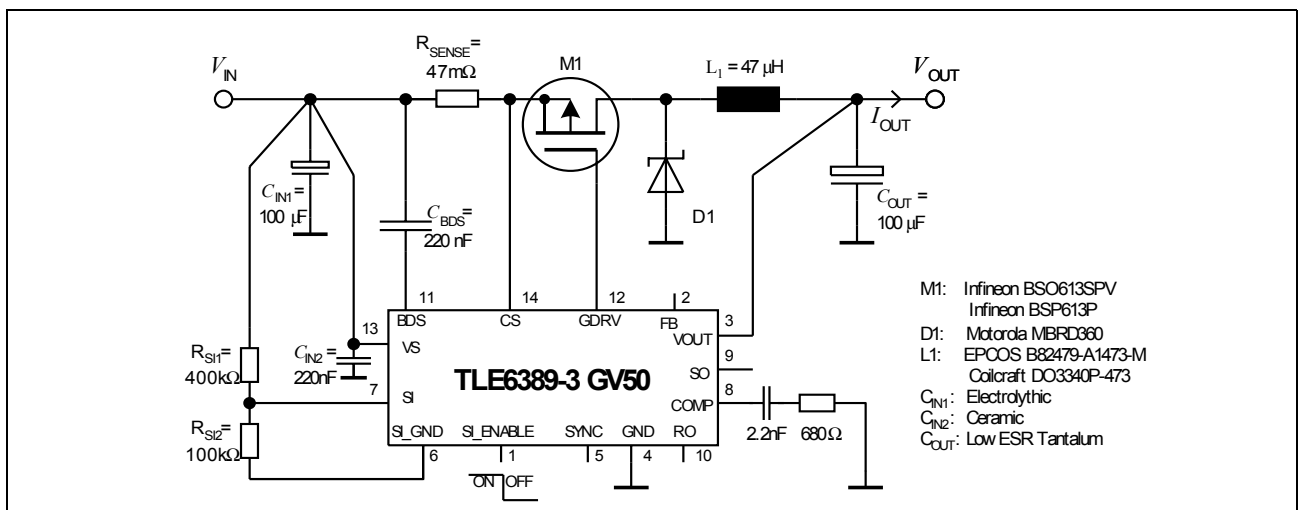 R_SENSE=
47mΩ
M1
L₁ = 47 µH
V_IN
V_OUT
I_OUT
C_IN1=
100 µF
C_BDS=
220 nF
D1
C_OUT =
100 µF
11
14
12
2
13
BDS
CS
GDRV
FB
3
VOUT
VS
R_SI1=
400kΩ
C_IN2=
220nF
9
SO
TLE6389-3 GV50
7
SI
8
COMP
2.2nF
680Ω
R_SI2=
100kΩ
SI_GND
SI_ENABLE
SYNC
GND
RO
6
1
5
4
10
ON
OFF
M1: Infineon BSO613SPV
Infineon BSP613P
D1: Motorola MBRD360
L1: EPCOS B82479-A1473-M
Coilcraft DO3340P-473
C_IN1: Electrolythic
C_IN2: Ceramic
C_OUT: Low ESR Tantalum